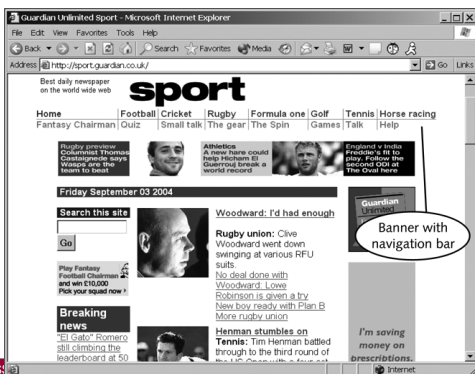 Guardian Unlimited Sport - Microsoft Internet Explorer
File Edit View Favorites Tools Help
Back Search Favorites Media
Address http://sport.guardian.co.uk/ Go Links
Best daily newspaper
on the world wide web
sport
Home Football Cricket Rugby Formula one Golf Tennis Horse racing
Fantasy Chairman Quiz Small talk The gear The Spin Games Talk Help
Rugby preview
Columnist Thomas
Castaignede says
Wasps are the
team to beat
Athletics
A new hare could
help Hicham El
Guerrouj break a
world record
England v India
Freddie's fit to
play. Follow the
second ODI at
The Oval here
Friday September 03 2004
Search this site
Go
Play Fantasy
Football Chairman
and win £10,000
Pick your squad now
Breaking
news
"El Gato" Romero
still climbing the
leaderboard at 50
Woodward: I'd had enough
Rugby union: Clive
Woodward went down
swinging at various RFU
suits.
No deal done with
Woodward: Lowe
Robinson is given a try
New boy ready with Plan B
More rugby union
Henman stumbles on
Tennis: Tim Henman battled
through to the third round of
the US Open with a four-set
Guardian
Unlimited
Banner with
navigation bar
I'm saving
money on
prescriptions.
Internet